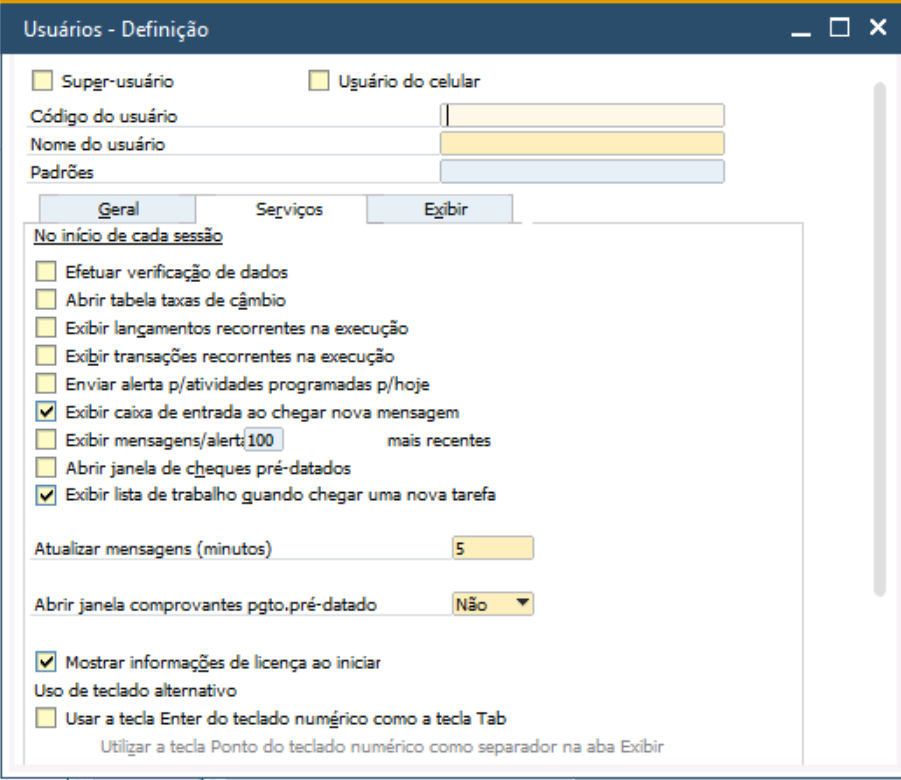 Usuários - Definição
Super-usuário Usuário do celular
Código do usuário
Nome do usuário
Padrões
Geral Serviços Exibir
No início de cada sessão
Efetuar verificação de dados
Abrir tabela taxas de câmbio
Exibir lançamentos recorrentes na execução
Exibir transações recorrentes na execução
Enviar alerta p/atividades programadas p/hoje
Exibir caixa de entrada ao chegar nova mensagem
Exibir mensagens/alerta 100 mais recentes
Abrir janela de cheques pré-datados
Exibir lista de trabalho quando chegar uma nova tarefa
Atualizar mensagens (minutos) 5
Abrir janela comprovantes pgto.pré-datado Não
Mostrar informações de licença ao iniciar
Uso de teclado alternativo
Usar a tecla Enter do teclado numérico como a tecla Tab
Utilizar a tecla Ponto do teclado numérico como separador na aba Exibir